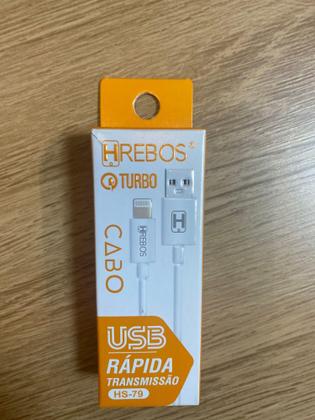 HREBOS®
TURBO
CABO
HREBOS
H
USB
RÁPIDA
TRANSMISSÃO
HS-79